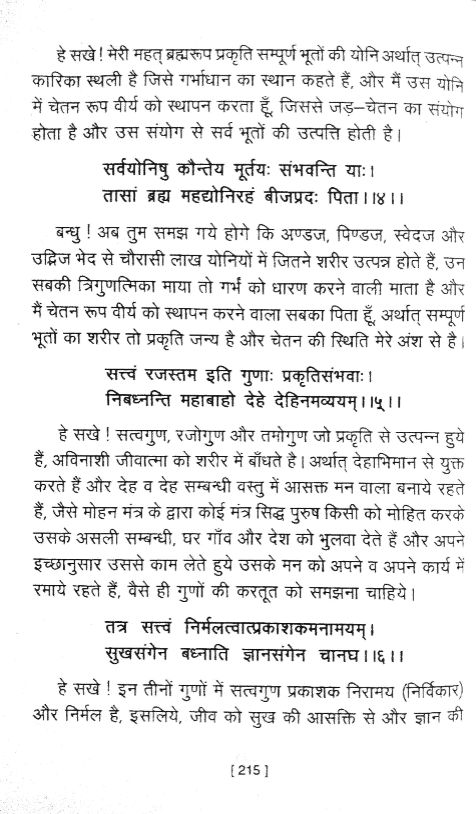 हे सखे ! मेरी महत् ब्रह्मरूप प्रकृति सम्पूर्ण भूतों की योनि अर्थात् उत्पन्न
कारिका स्थली है जिसे गर्भाधान का स्थान कहते हैं, और मैं उस योनि
में चेतन रूप वीर्य को स्थापन करता हूँ, जिससे जड़–चेतन का संयोग
होता है और उस संयोग से सर्व भूतों की उत्पत्ति होती है।
सर्वयोनिषु कौन्तेय मूर्तयः संभवन्ति याः।
तासां ब्रह्म महद्योनिरहं बीजप्रदः पिता।।४।।
बन्धु ! अब तुम समझ गये होगे कि अण्डज, पिण्डज, स्वेदज और
उद्भिज भेद से चौरासी लाख योनियों में जितने शरीर उत्पन्न होते हैं, उन
सबकी त्रिगुणत्मिका माया तो गर्भं को धारण करने वाली माता है और
मैं चेतन रूप वीर्य को स्थापन करने वाला सबका पिता हूँ, अर्थात् सम्पूर्ण
भूतों का शरीर तो प्रकृति जन्य है और चेतन की स्थिति मेरे अंश से है।
सत्त्वं रजस्तम इति गुणाः प्रकृतिसंभवाः।
निबध्नन्ति महाबाहो देहे देहिनमव्ययम्।।५्।।
हे सखे ! सत्वगुण, रजोगुण और तमोगुण जो प्रकृति से उत्पन्न हुये
हैं, अविनाशी जीवात्मा को शरीर में बाँधते है। अर्थात् देहाभिमान से युक्त
करते हैं और देह व देह सम्बन्धी वस्तु में आसक्त मन वाला बनाये रहते
हैं, जैसे मोहन मंत्र के द्वारा कोई मंत्र सिद्ध पुरुष किसी को मोहित करके
उसके असली सम्बन्धी, घर गाँव और देश को भुलवा देते हैं और अपने
इच्छानुसार उससे काम लेते हुये उसके मन को अपने व अपने कार्य में
रमाये रहते हैं, वैसे ही गुणों की करतूत को समझना चाहिये।
तत्र सत्त्वं निर्मलत्वात्प्रकाशकमनामयम्।
सुखसंगेन बध्नाति ज्ञानसंगेन चानघ।।६।।
हे सखे ! इन तीनों गुणों में सत्वगुण प्रकाशक निरामय (निर्विकार)
और निर्मल है, इसलिये, जीव को सुख की आसक्ति से और ज्ञान की
[ 215 ]